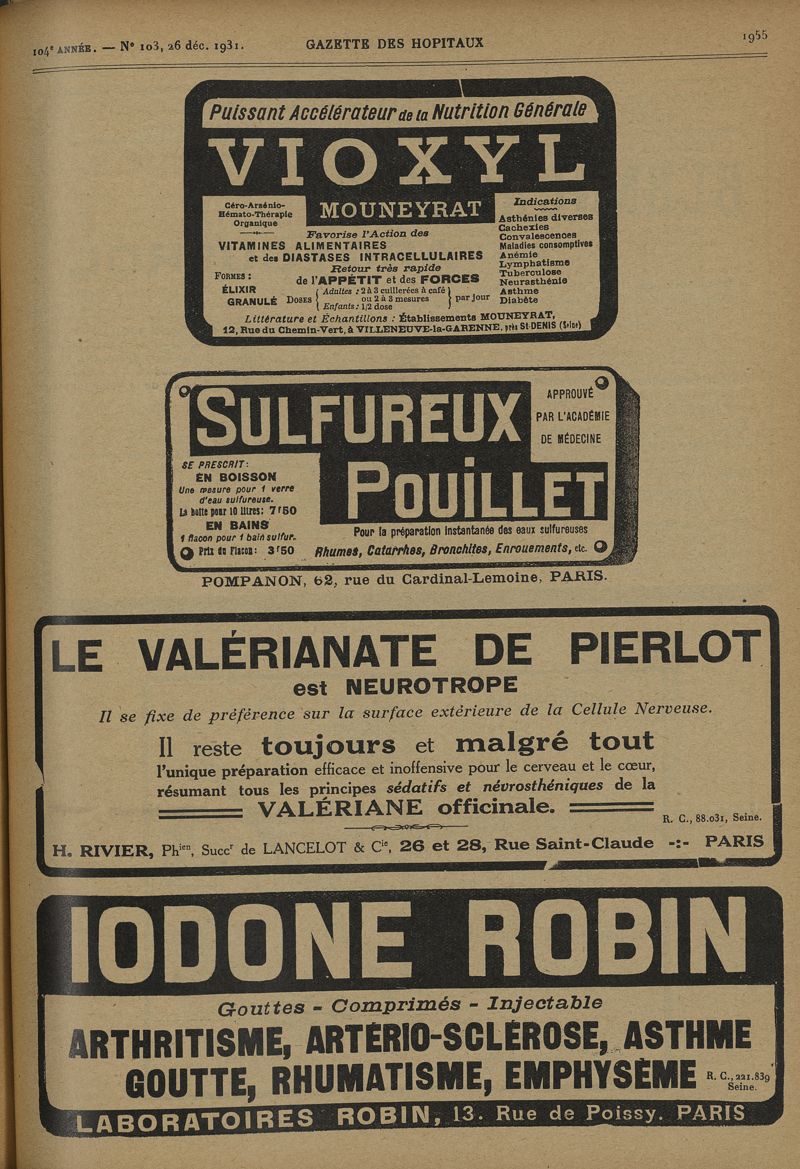 104e ANNÉE. — N° 103, 26 déc. 1931.
GAZETTE DES HOPITAUX
1955
Puissant Accélérateur de la Nutrition Générale
VIOXYL
MOUNEYRAT
Céro-Arsénio-
Hémato-Thérapie
Organique
Favorise l'Action des
VITAMINES ALIMENTAIRES
et des DIASTASES INTRACELLULAIRES
Retour très rapide
de l'APPÉTIT et des FORCES
FORMES :
ÉLIXIR
GRANULÉ
DOSES
Adultes : 2 à 3 cuillerées à café
ou 2 à 3 mesures
Enfants : 1/2 dose
par jour
Indications
Asthénies diverses
Cachexies
Convalescences
Maladies consomptives
Anémie
Lymphatisme
Tuberculose
Neurasthénie
Asthme
Diabète
Littérature et Échantillons : Établissements MOUNEYRAT,
12, Rue du Chemin-Vert, à VILLENEUVE-la-GARENNE, près St-DENIS (Seine)
SULFUREUX
POUILLET
APPROUVÉ
PAR L'ACADÉMIE
DE MÉDECINE
SE PRESCRIT:
EN BOISSON
Une mesure pour 1 verre
d'eau sulfureuse.
La boîte pour 10 litres: 7f50
EN BAINS
1 flacon pour 1 bain sulfur..
Prix du Flacon: 3f50
Pour la préparation instantanée des eaux sulfureuses
Rhumes, Catarrhes, Bronchites, Enrouements, etc.
POMPANON, 62, rue du Cardinal-Lemoine, PARIS.
LE VALÉRIANATE DE PIERLOT
est NEUROTROPE
Il se fixe de préférence sur la surface extérieure de la Cellule Nerveuse.
Il reste toujours et malgré tout
l'unique préparation efficace et inoffensive pour le cerveau et le cœur,
résumant tous les principes sédatifs et névrosthéniques de la
VALÉRIANE officinale.
R. C., 88.031, Seine.
H. RIVIER, Phien, Succr de LANCELOT & Cie, 26 et 28, Rue Saint-Claude -:- PARIS
IODONE ROBIN
Gouttes - Comprimés - Injectable
ARTHRITISME, ARTÉRIO-SCLÉROSE, ASTHME
GOUTTE, RHUMATISME, EMPHYSÈME
R. C., 221.839
Seine.
LABORATOIRES ROBIN, 13. Rue de Poissy. PARIS